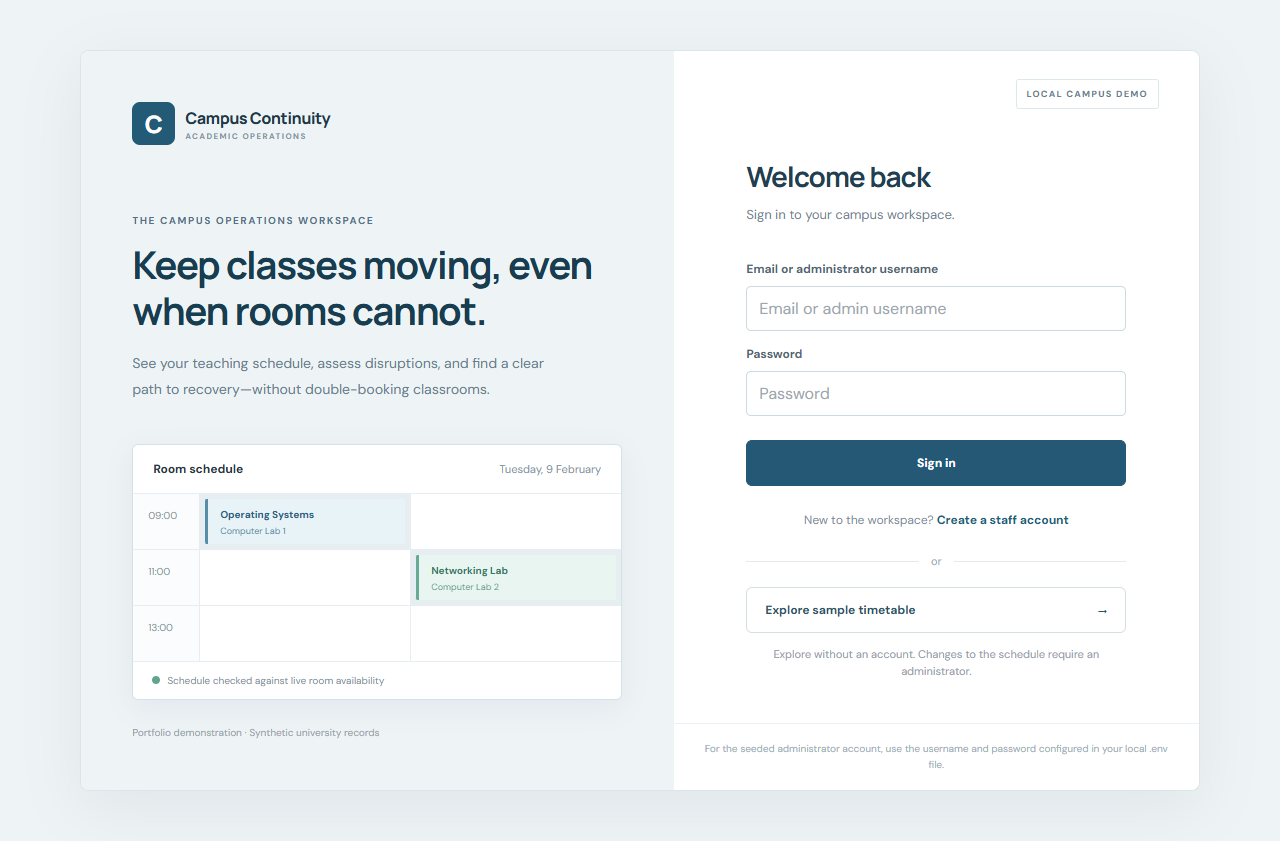 C
Campus Continuity
ACADEMIC OPERATIONS
THE CAMPUS OPERATIONS WORKSPACE
Keep classes moving, even
when rooms cannot.
See your teaching schedule, assess disruptions, and find a clear
path to recovery—without double-booking classrooms.
Room schedule
Tuesday, 9 February
09:00
Operating Systems
Computer Lab 1
11:00
Networking Lab
Computer Lab 2
13:00
Schedule checked against live room availability
Portfolio demonstration · Synthetic university records
LOCAL CAMPUS DEMO
Welcome back
Sign in to your campus workspace.
Email or administrator username
Email or admin username
Password
Password
Sign in
New to the workspace? Create a staff account
or
Explore sample timetable →
Explore without an account. Changes to the schedule require an
administrator.
For the seeded administrator account, use the username and password configured in your local .env
file.